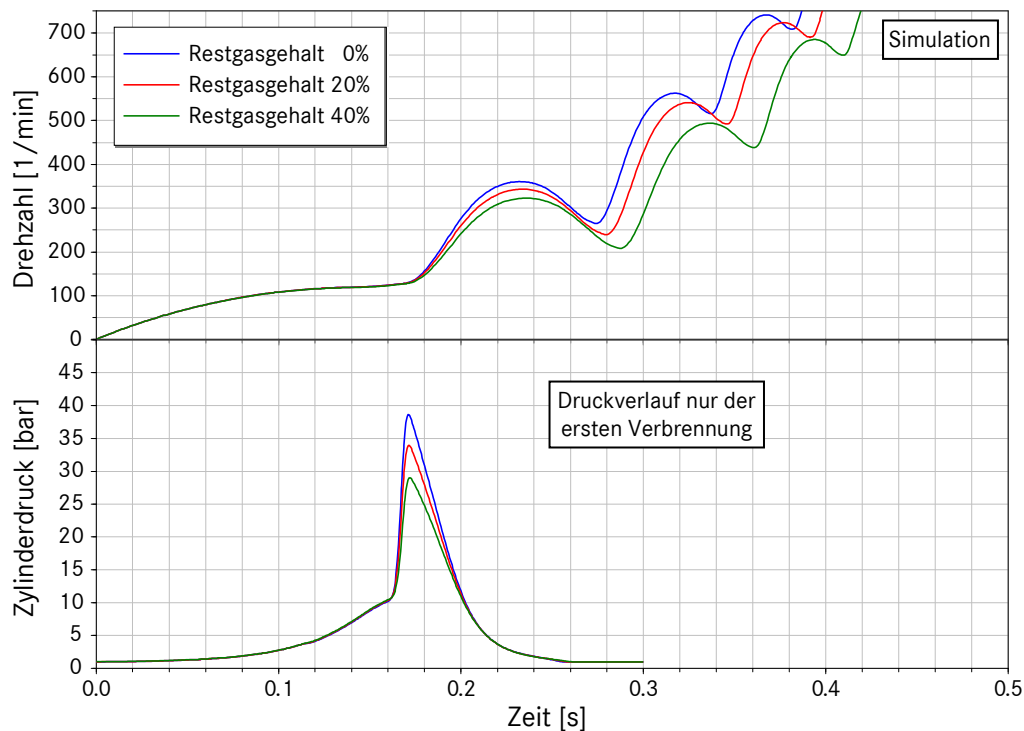 Drehzahl [1/min]
700
600
500
400
300
200
100
0
Restgasgehalt 0%
Restgasgehalt 20%
Restgasgehalt 40%
Simulation
Zylinderdruck [bar]
45
40
35
30
25
20
15
10
5
0
Druckverlauf nur der
ersten Verbrennung
0.0 0.1 0.2 0.3 0.4 0.5
Zeit [s]